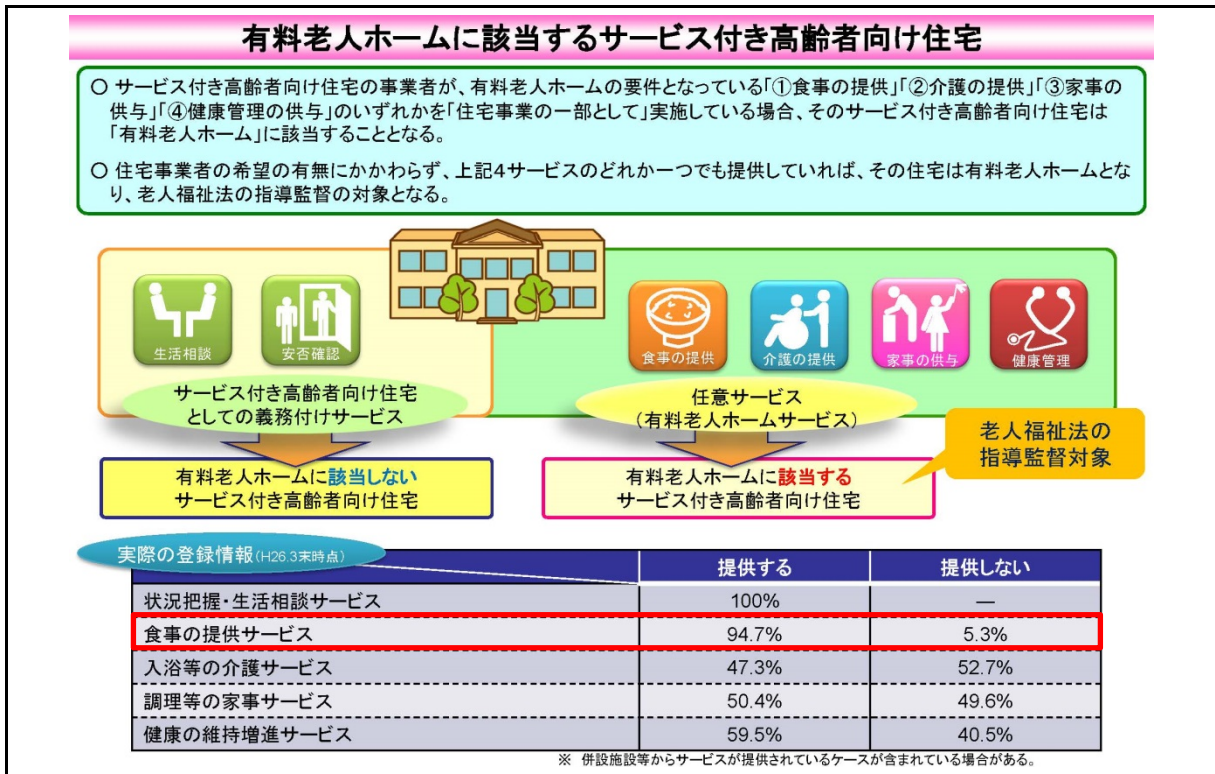 有料老人ホームに該当するサービス付き高齢者向け住宅
○ サービス付き高齢者向け住宅の事業者が、有料老人ホームの要件となっている「①食事の提供」「②介護の提供」「③家事の
供与」「④健康管理の供与」のいずれかを「住宅事業の一部として」実施している場合、そのサービス付き高齢者向け住宅は
「有料老人ホーム」に該当することとなる。
○ 住宅事業者の希望の有無にかかわらず、上記4サービスのどれか一つでも提供していれば、その住宅は有料老人ホームとな
り、老人福祉法の指導監督の対象となる。
生活相談
安否確認
食事の提供
介護の提供
家事の供与
健康管理
サービス付き高齢者向け住宅
としての義務付けサービス
任意サービス
(有料老人ホームサービス)
老人福祉法の
指導監督対象
有料老人ホームに該当しない
サービス付き高齢者向け住宅
有料老人ホームに該当する
サービス付き高齢者向け住宅
実際の登録情報(H26.3末時点)
提供する 提供しない
状況把握・生活相談サービス 100% ―
食事の提供サービス 94.7% 5.3%
入浴等の介護サービス 47.3% 52.7%
調理等の家事サービス 50.4% 49.6%
健康の維持増進サービス 59.5% 40.5%
※ 併設施設等からサービスが提供されているケースが含まれている場合がある。